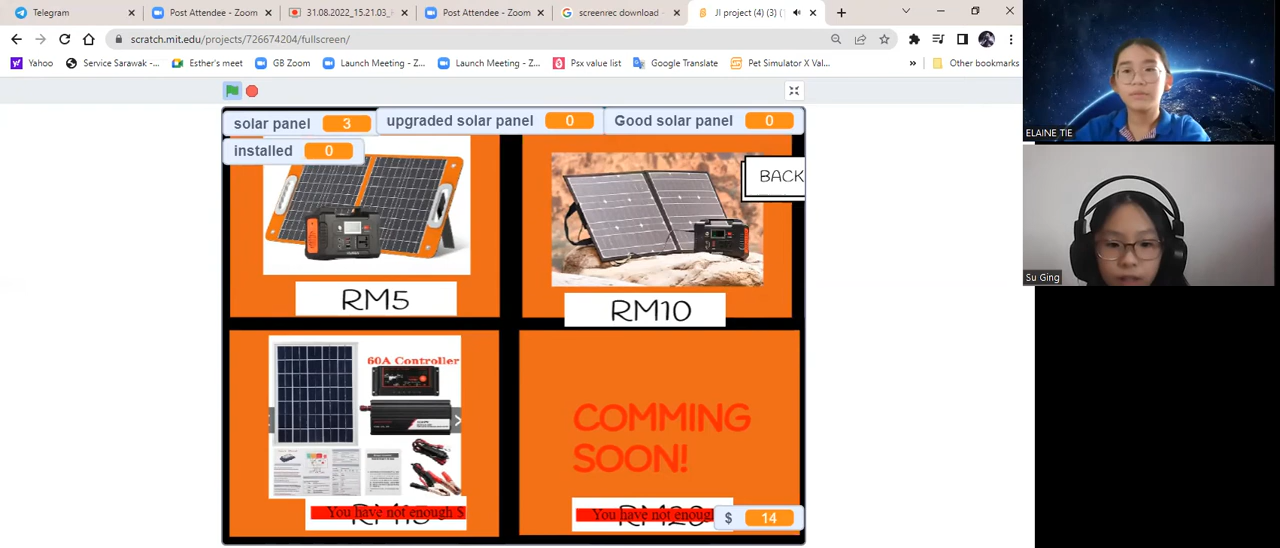 Telegram
Post Attendee - Zoom
31.08.2022_15.21.03_
Post Attendee - Zoom
screenrec download -
JI project (4) (3) (
scratch.mit.edu/projects/726674204/fullscreen/
Yahoo
Service Sarawak - H...
Esther's meet
GB Zoom
Launch Meeting - Z...
Launch Meeting - Z...
Psx value list
Google Translate
Pet Simulator X Val...
»
Other bookmarks
solar panel 3
upgraded solar panel 0
Good solar panel 0
installed 0
BACK
RM5
RM10
60A Controller
COMMING
SOON!
You have not enough $
RM15
You have not enough
RM20
$ 14
ELAINE TIE
Su Ging